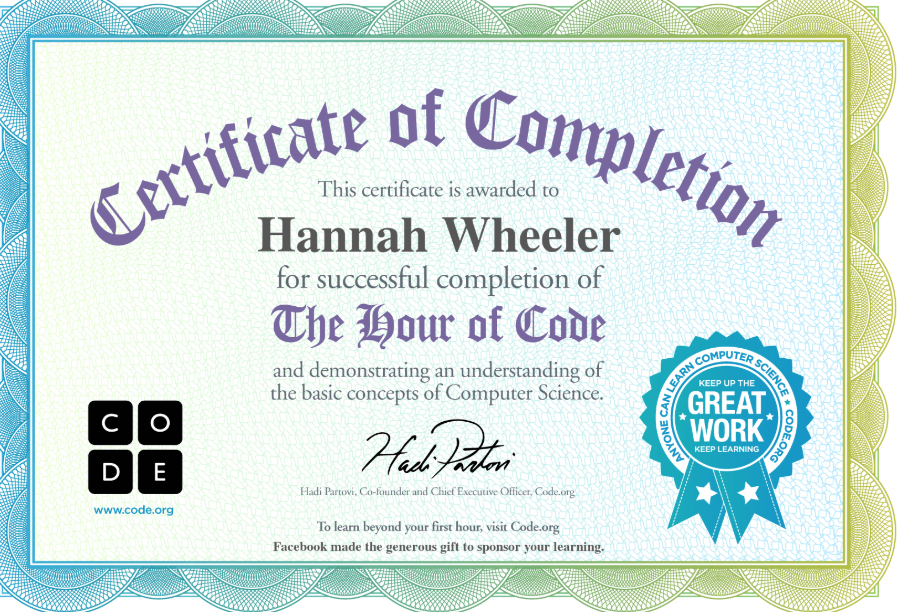 Certificate of Completion
This certificate is awarded to
Hannah Wheeler
for successful completion of
The Hour of Code
and demonstrating an understanding of
the basic concepts of Computer Science.
C O
D E
www.code.org
Hadi Partovi
Hadi Partovi, Co-founder and Chief Executive Officer, Code.org
To learn beyond your first hour, visit Code.org
Facebook made the generous gift to sponsor your learning.
ANYONE CAN LEARN COMPUTER SCIENCE ★ CODE.ORG
KEEP UP THE
GREAT
WORK
KEEP LEARNING